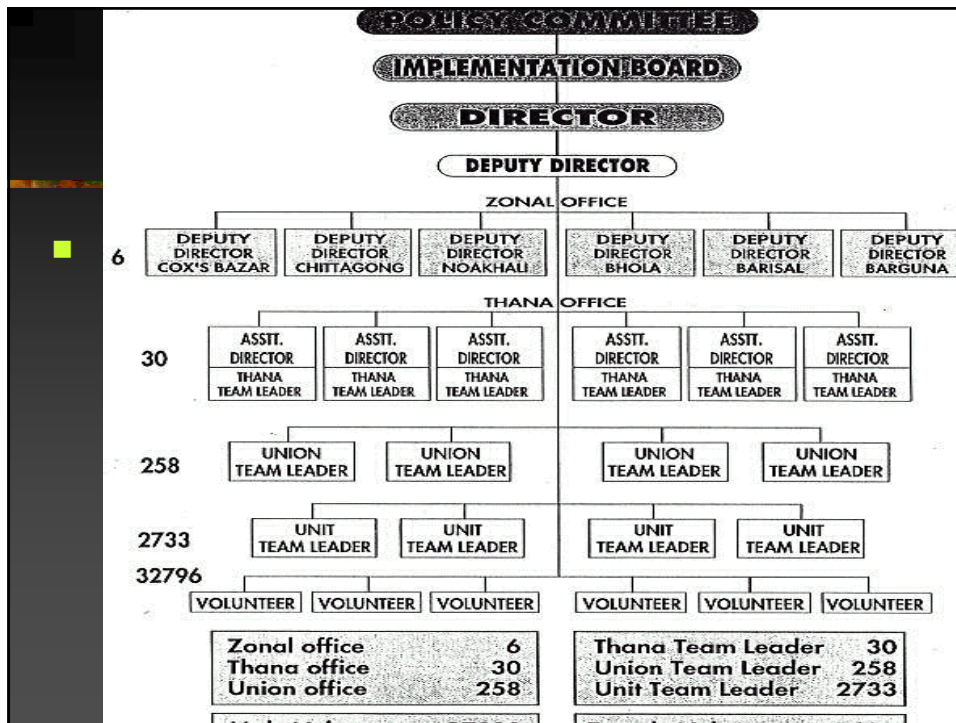 POLICY COMMITTEE
IMPLEMENTATION BOARD
DIRECTOR
DEPUTY DIRECTOR
ZONAL OFFICE
6
DEPUTY DIRECTOR COX'S BAZAR
DEPUTY DIRECTOR CHITTAGONG
DEPUTY DIRECTOR NOAKHALI
DEPUTY DIRECTOR BHOLA
DEPUTY DIRECTOR BARISAL
DEPUTY DIRECTOR BARGUNA
THANA OFFICE
30
ASSTT. DIRECTOR
THANA TEAM LEADER
ASSTT. DIRECTOR
THANA TEAM LEADER
ASSTT. DIRECTOR
THANA TEAM LEADER
ASSTT. DIRECTOR
THANA TEAM LEADER
ASSTT. DIRECTOR
THANA TEAM LEADER
ASSTT. DIRECTOR
THANA TEAM LEADER
258
UNION TEAM LEADER
UNION TEAM LEADER
UNION TEAM LEADER
UNION TEAM LEADER
2733
UNIT TEAM LEADER
UNIT TEAM LEADER
UNIT TEAM LEADER
UNIT TEAM LEADER
32796
VOLUNTEER
VOLUNTEER
VOLUNTEER
VOLUNTEER
VOLUNTEER
VOLUNTEER
Zonal office 6
Thana office 30
Union office 258
Thana Team Leader 30
Union Team Leader 258
Unit Team Leader 2733